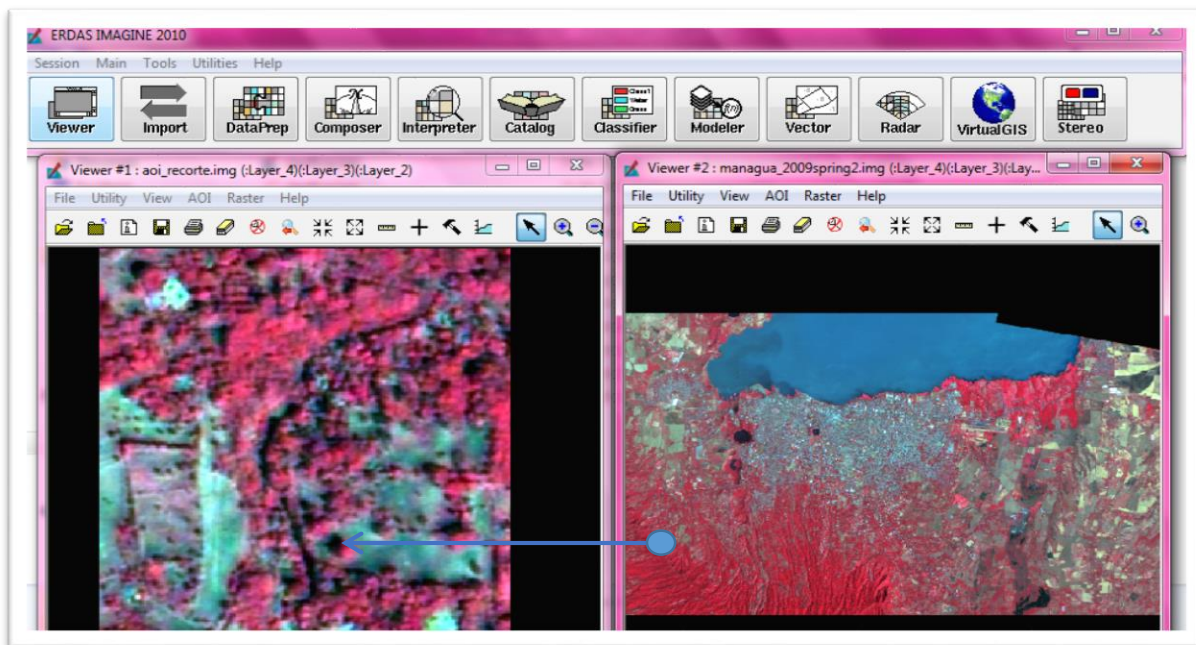 ERDAS IMAGINE 2010
Session Main Tools Utilities Help
Viewer Import DataPrep Composer Interpreter Catalog Classifier Modeler Vector Radar VirtualGIS Stereo
Viewer #1 : aoi_recorte.img (:Layer_4)(:Layer_3)(:Layer_2)
File Utility View AOI Raster Help
Viewer #2 : managua_2009spring2.img (:Layer_4)(:Layer_3)(:Lay...
File Utility View AOI Raster Help